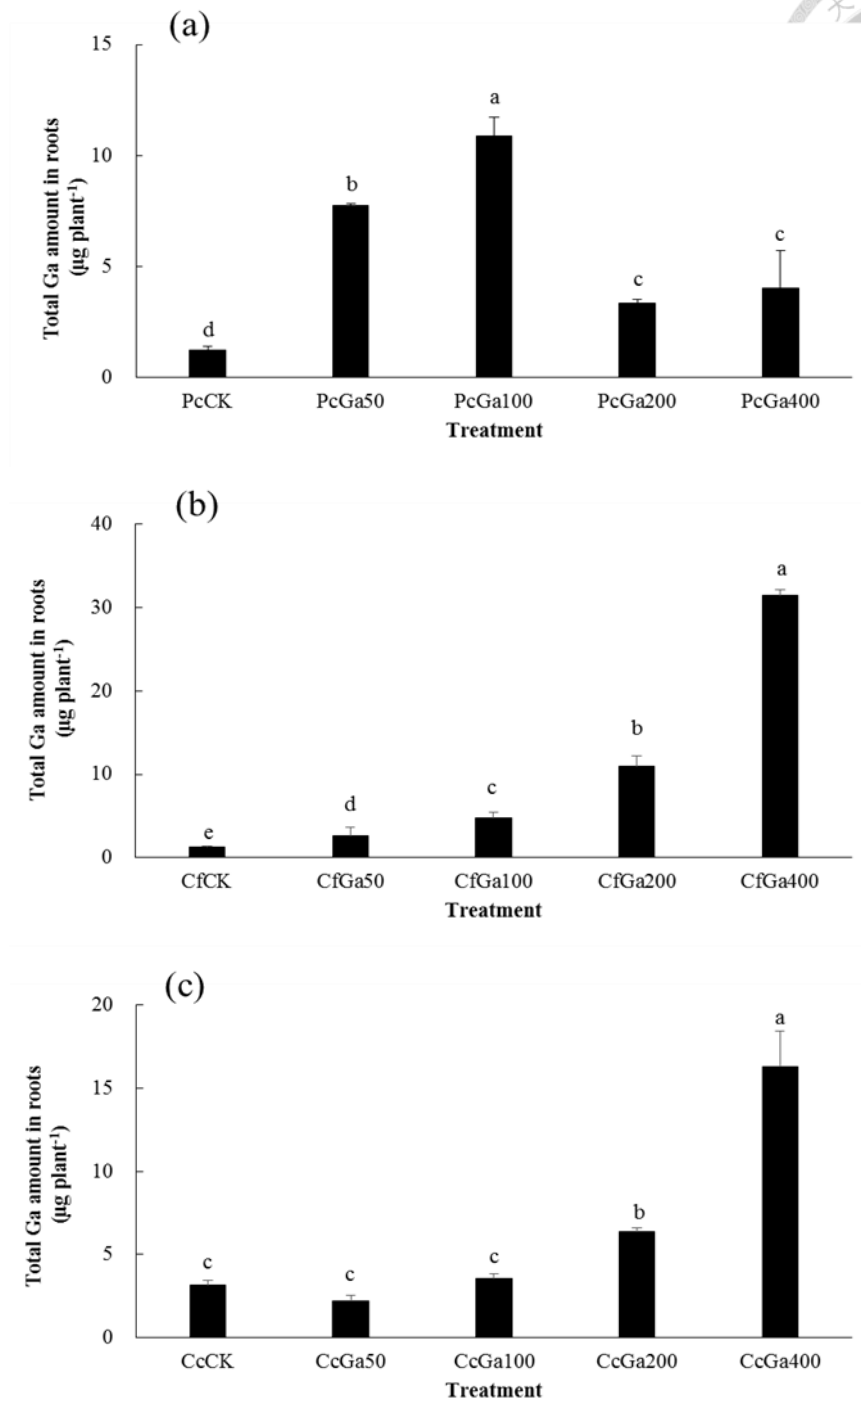 (a)
15
10
5
0
Total Ga amount in roots
(µg plant⁻¹)
d
b
a
c
c
PcCK PcGa50 PcGa100 PcGa200 PcGa400
Treatment
(b)
40
30
20
10
0
Total Ga amount in roots
(µg plant⁻¹)
e
d
c
b
a
CfCK CfGa50 CfGa100 CfGa200 CfGa400
Treatment
(c)
20
15
10
5
0
Total Ga amount in roots
(µg plant⁻¹)
c
c
c
b
a
CcCK CcGa50 CcGa100 CcGa200 CcGa400
Treatment